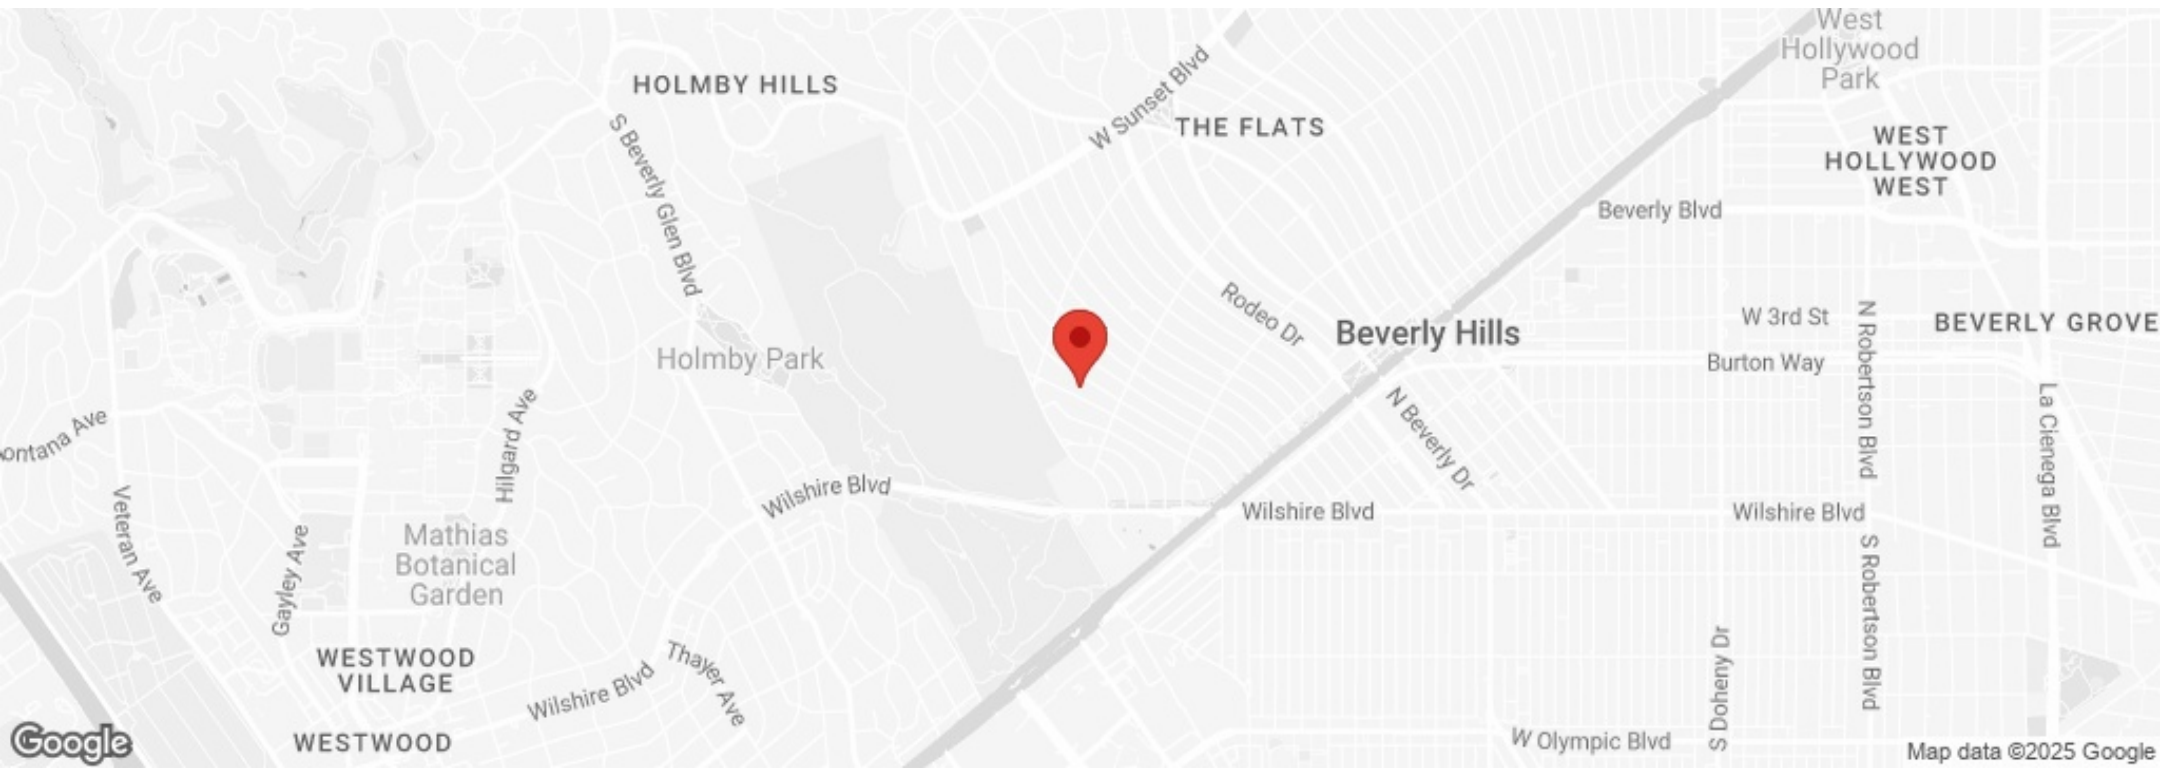 West
Hollywood
Park
HOLMBY HILLS
W Sunset Blvd
THE FLATS
S Beverly Glen Blvd
WEST
HOLLYWOOD
WEST
Beverly Blvd
Rodeo Dr
Beverly Hills
W 3rd St
N Robertson Blvd
BEVERLY GROVE
Holmby Park
Burton Way
La Cienega Blvd
ontana Ave
Hilgard Ave
N Beverly Dr
Wilshire Blvd
Wilshire Blvd
Wilshire Blvd
Veteran Ave
Gayley Ave
Mathias
Botanical
Garden
S Robertson Blvd
WESTWOOD
VILLAGE
Wilshire Blvd
Thayer Ave
S Doheny Dr
WESTWOOD
W Olympic Blvd
Google
Map data ©2025 Google